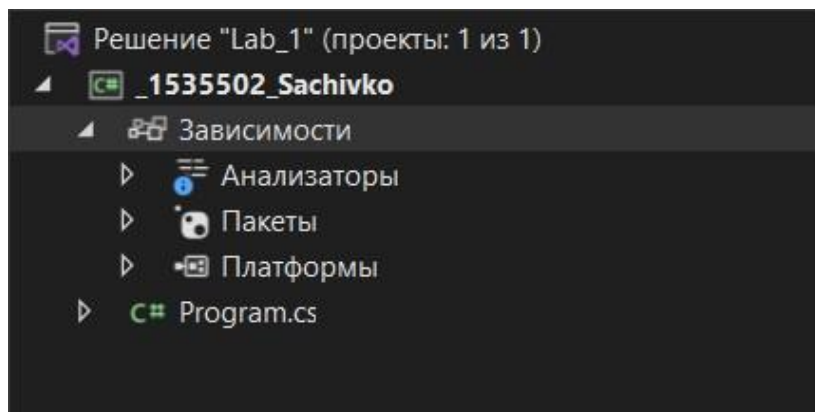 Решение "Lab_1" (проекты: 1 из 1)
C# _1535502_Sachivko
Зависимости
Анализаторы
Пакеты
Платформы
C# Program.cs